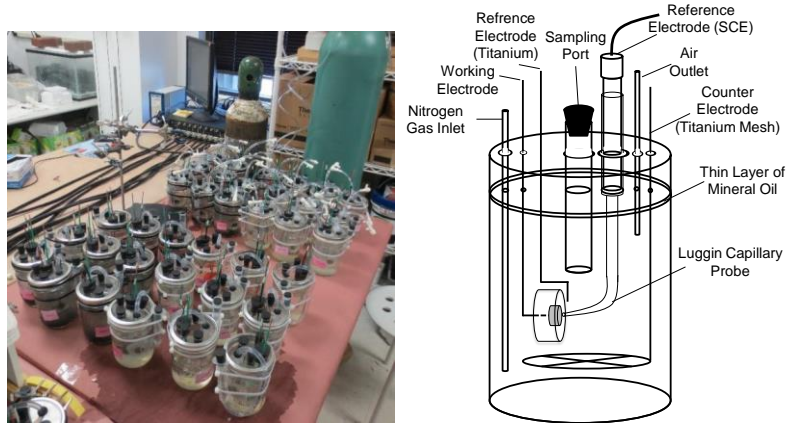 Refrence
Electrode
(Titanium)
Working
Electrode
Nitrogen
Gas Inlet
Sampling
Port
Reference
Electrode (SCE)
Air
Outlet
Counter
Electrode
(Titanium Mesh)
Thin Layer of
Mineral Oil
Luggin Capillary
Probe